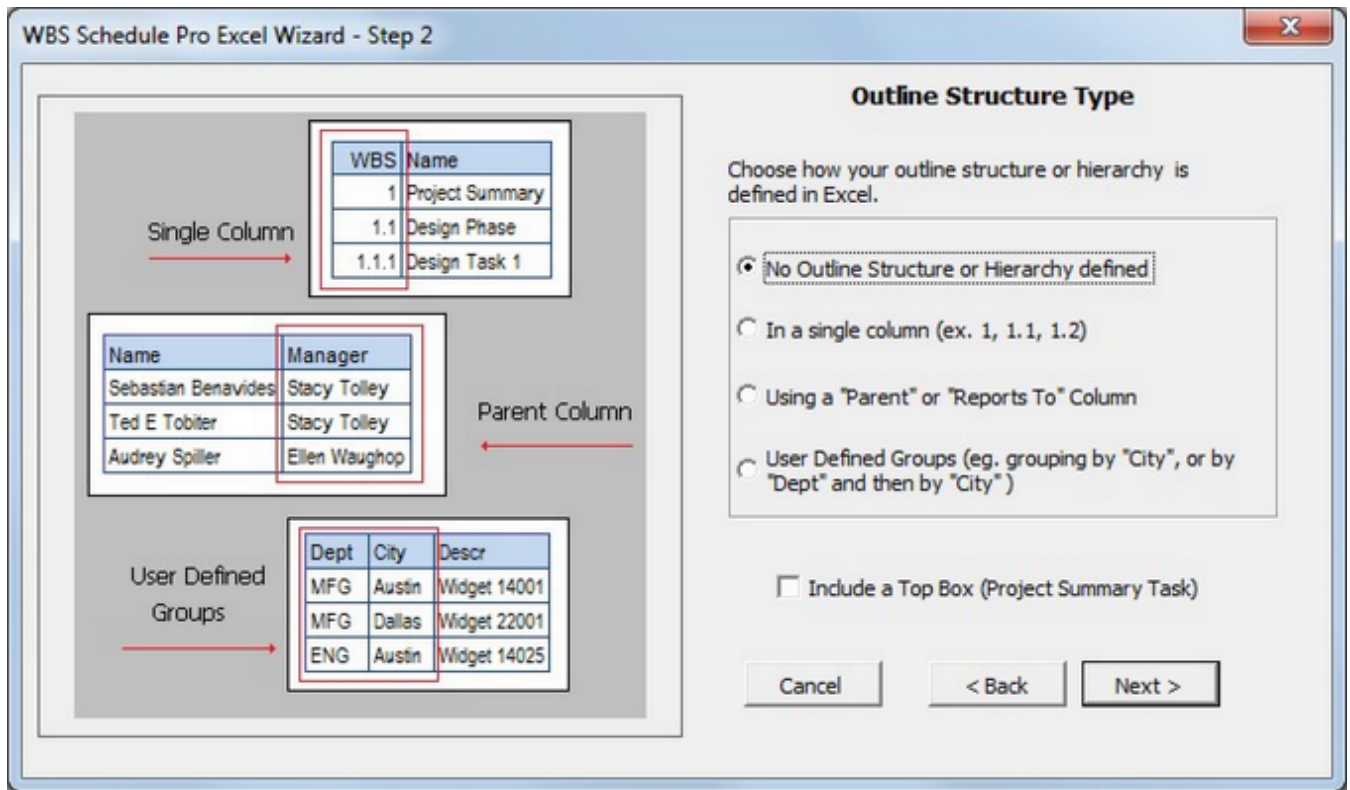 WBS Schedule Pro Excel Wizard - Step 2
X
Single Column
WBS Name
1 Project Summary
1.1 Design Phase
1.1.1 Design Task 1
Name Manager
Sebastian Benavides Stacy Tolley
Ted E Tobiter Stacy Tolley
Audrey Spiller Ellen Waughop
Parent Column
User Defined
Groups
Dept City Descr
MFG Austin Widget 14001
MFG Dallas Widget 22001
ENG Austin Widget 14025
Outline Structure Type
Choose how your outline structure or hierarchy is
defined in Excel.
No Outline Structure or Hierarchy defined
In a single column (ex. 1, 1.1, 1.2)
Using a "Parent" or "Reports To" Column
User Defined Groups (eg. grouping by "City", or by
"Dept" and then by "City" )
Include a Top Box (Project Summary Task)
Cancel
< Back
Next >